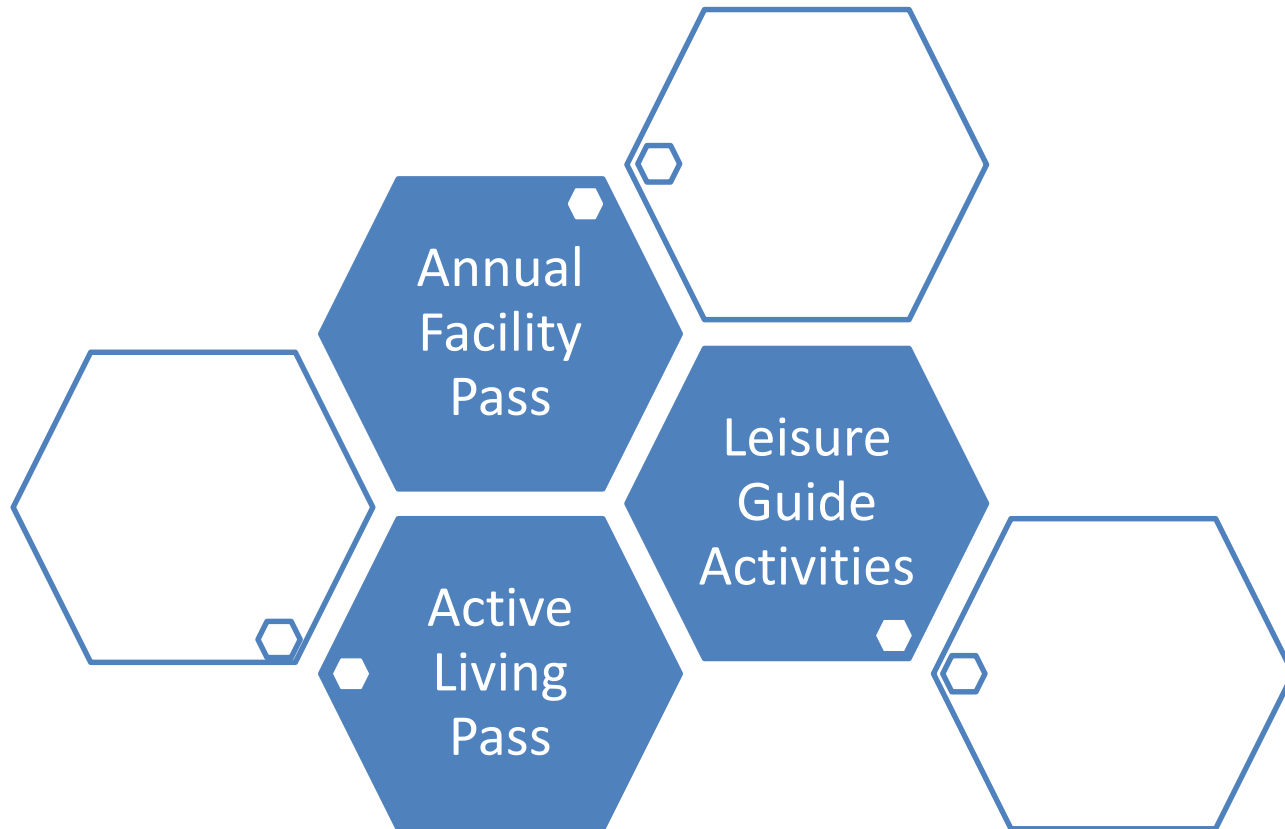 Annual
Facility
Pass
Leisure
Guide
Activities
Active
Living
Pass